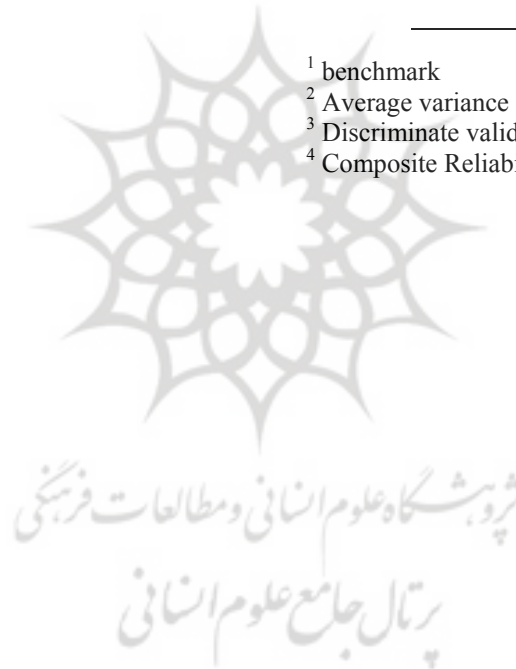 1 benchmark
2 Average variance
3 Discriminate valid
4 Composite Reliab
پژوهشگاه علوم انسانی و مطالعات فرهنگی
پرتال جامع علوم انسانی